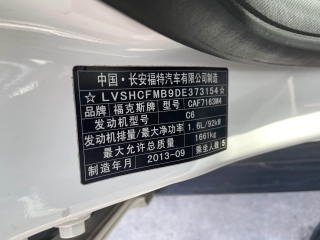 中国·长安福特汽车有限公司制造
☆LVSHCFMB9DE373154☆
品牌 福克斯牌 型号 CAF7163M4
发动机型号 C6
发动机排量/最大净功率 1.6L/92kW
最大允许总质量 1661kg
制造年月 2013-09 乘坐人数 5